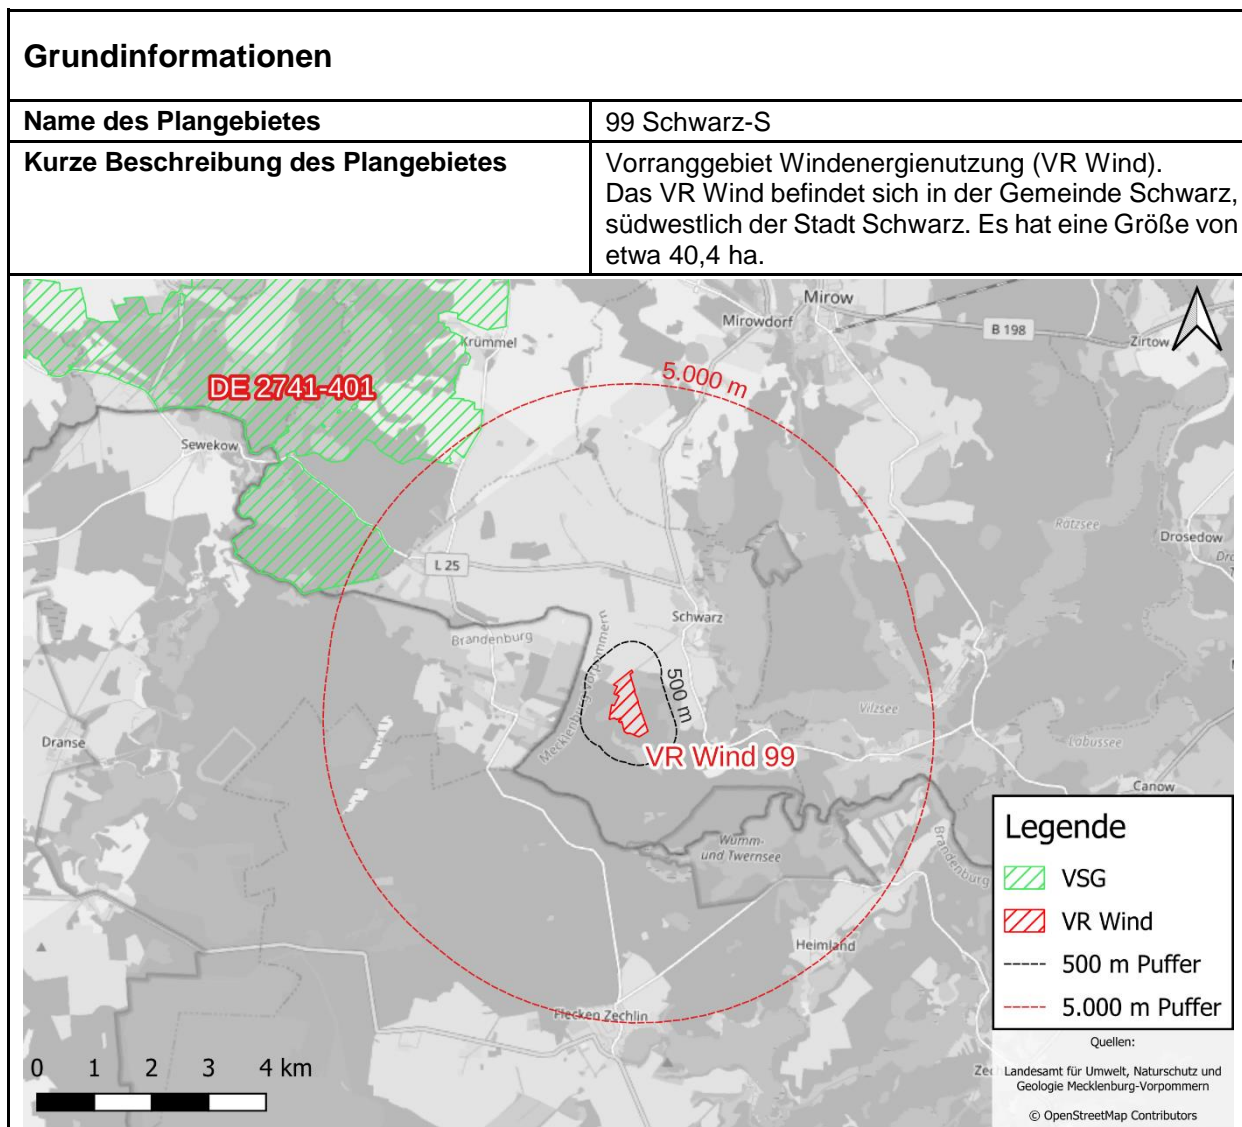 Grundinformationen
Name des Plangebietes
99 Schwarz-S
Kurze Beschreibung des Plangebietes
Vorranggebiet Windenergienutzung (VR Wind).
Das VR Wind befindet sich in der Gemeinde Schwarz,
südwestlich der Stadt Schwarz. Es hat eine Größe von
etwa 40,4 ha.
Mirow
Mirowdorf
B 198
Zirtow
Krümmel
5.000 m
DE 2741-401
Sewekow
Rätzsee
Drosedow
L 25
Schwarz
Brandenburg
Mecklenburg-Vorpommern
500 m
Vilzsee
Dranse
Labussee
VR Wind 99
Canow
Wumm-
und Twernsee
Brandenburg
Heimland
Flecken Zechlin
0 1 2 3 4 km
Legende
VSG
VR Wind
500 m Puffer
5.000 m Puffer
Quellen:
Landesamt für Umwelt, Naturschutz und
Geologie Mecklenburg-Vorpommern
© OpenStreetMap Contributors